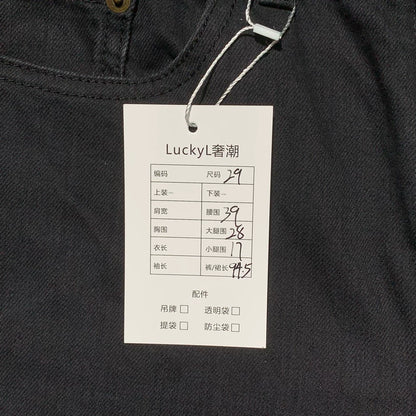 LuckyL奢潮
编码 尺码 29
上装-- 下装--
肩宽 腰围 39
胸围 大腿围 28
衣长 小腿围 17
袖长 裤/裙长 94.5
配件
吊牌 透明袋
提袋 防尘袋